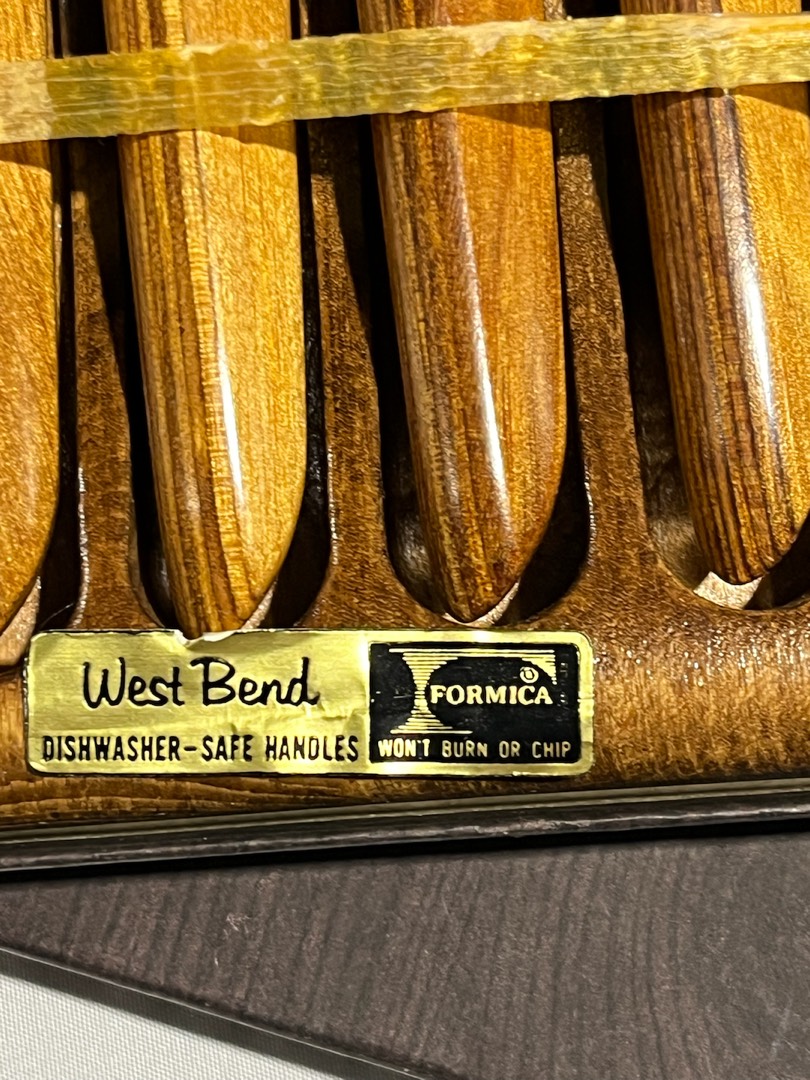 West Bend
DISHWASHER-SAFE HANDLES
FORMICA
WON'T BURN OR CHIP